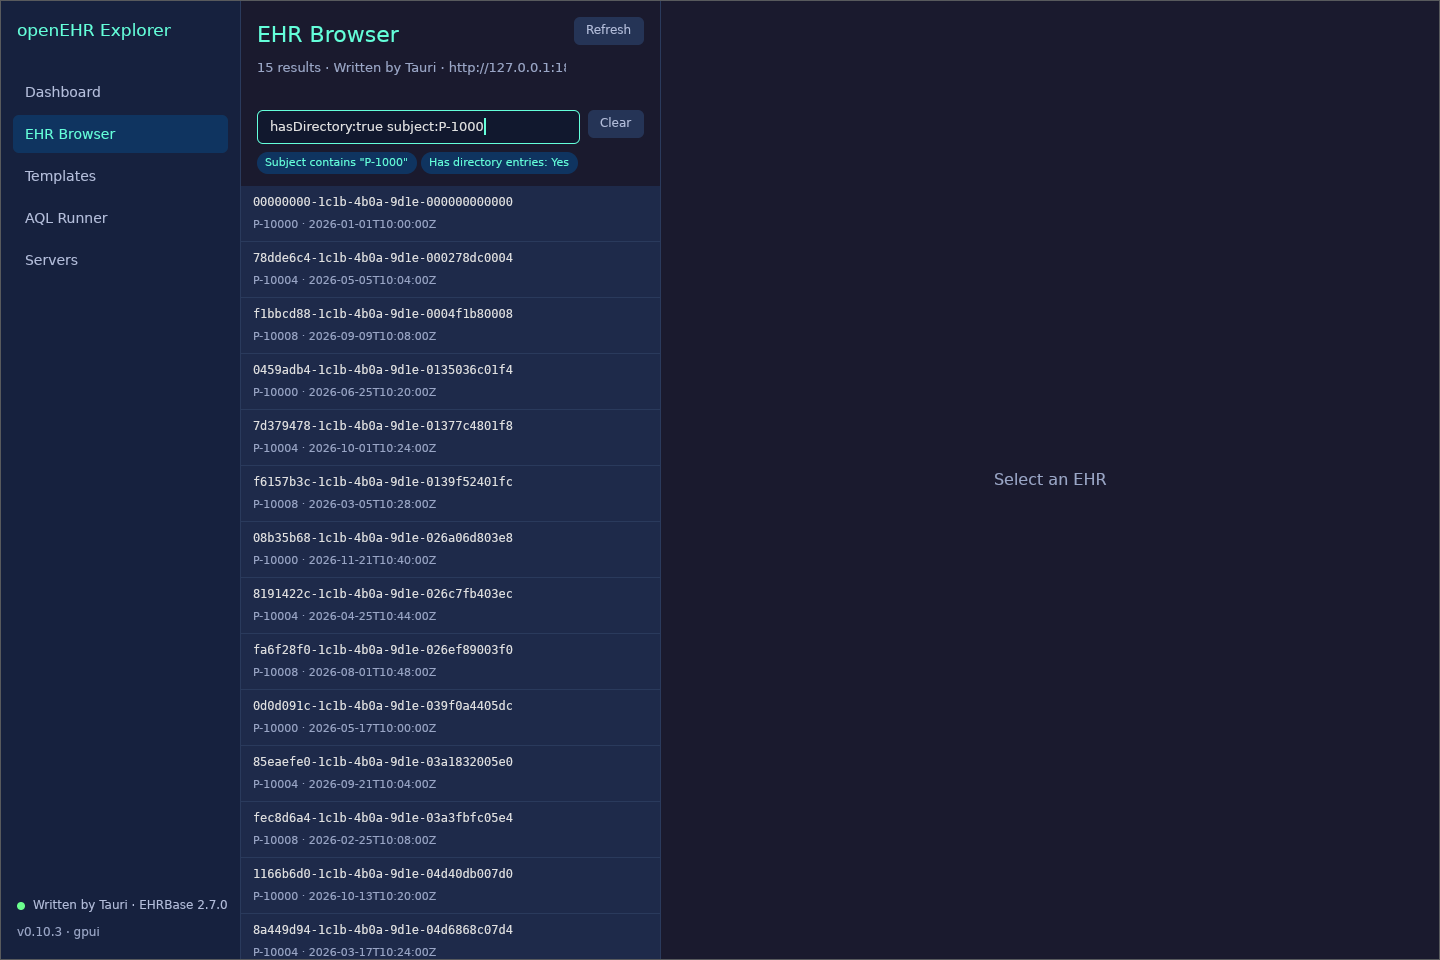 openEHR Explorer
Dashboard
EHR Browser
Templates
AQL Runner
Servers
Written by Tauri · EHRBase 2.7.0
v0.10.3 · gpui
EHR Browser
Refresh
15 results · Written by Tauri · http://127.0.0.1:18
hasDirectory:true subject:P-1000
Clear
Subject contains "P-1000"
Has directory entries: Yes
00000000-1c1b-4b0a-9d1e-000000000000
P-10000 · 2026-01-01T10:00:00Z
78dde6c4-1c1b-4b0a-9d1e-000278dc0004
P-10004 · 2026-05-05T10:04:00Z
f1bbcd88-1c1b-4b0a-9d1e-0004f1b80008
P-10008 · 2026-09-09T10:08:00Z
0459adb4-1c1b-4b0a-9d1e-0135036c01f4
P-10000 · 2026-06-25T10:20:00Z
7d379478-1c1b-4b0a-9d1e-01377c4801f8
P-10004 · 2026-10-01T10:24:00Z
f6157b3c-1c1b-4b0a-9d1e-0139f52401fc
P-10008 · 2026-03-05T10:28:00Z
08b35b68-1c1b-4b0a-9d1e-026a06d803e8
P-10000 · 2026-11-21T10:40:00Z
8191422c-1c1b-4b0a-9d1e-026c7fb403ec
P-10004 · 2026-04-25T10:44:00Z
fa6f28f0-1c1b-4b0a-9d1e-026ef89003f0
P-10008 · 2026-08-01T10:48:00Z
0d0d091c-1c1b-4b0a-9d1e-039f0a4405dc
P-10000 · 2026-05-17T10:00:00Z
85eaefe0-1c1b-4b0a-9d1e-03a1832005e0
P-10004 · 2026-09-21T10:04:00Z
fec8d6a4-1c1b-4b0a-9d1e-03a3fbfc05e4
P-10008 · 2026-02-25T10:08:00Z
1166b6d0-1c1b-4b0a-9d1e-04d40db007d0
P-10000 · 2026-10-13T10:20:00Z
8a449d94-1c1b-4b0a-9d1e-04d6868c07d4
P-10004 · 2026-03-17T10:24:00Z
Select an EHR